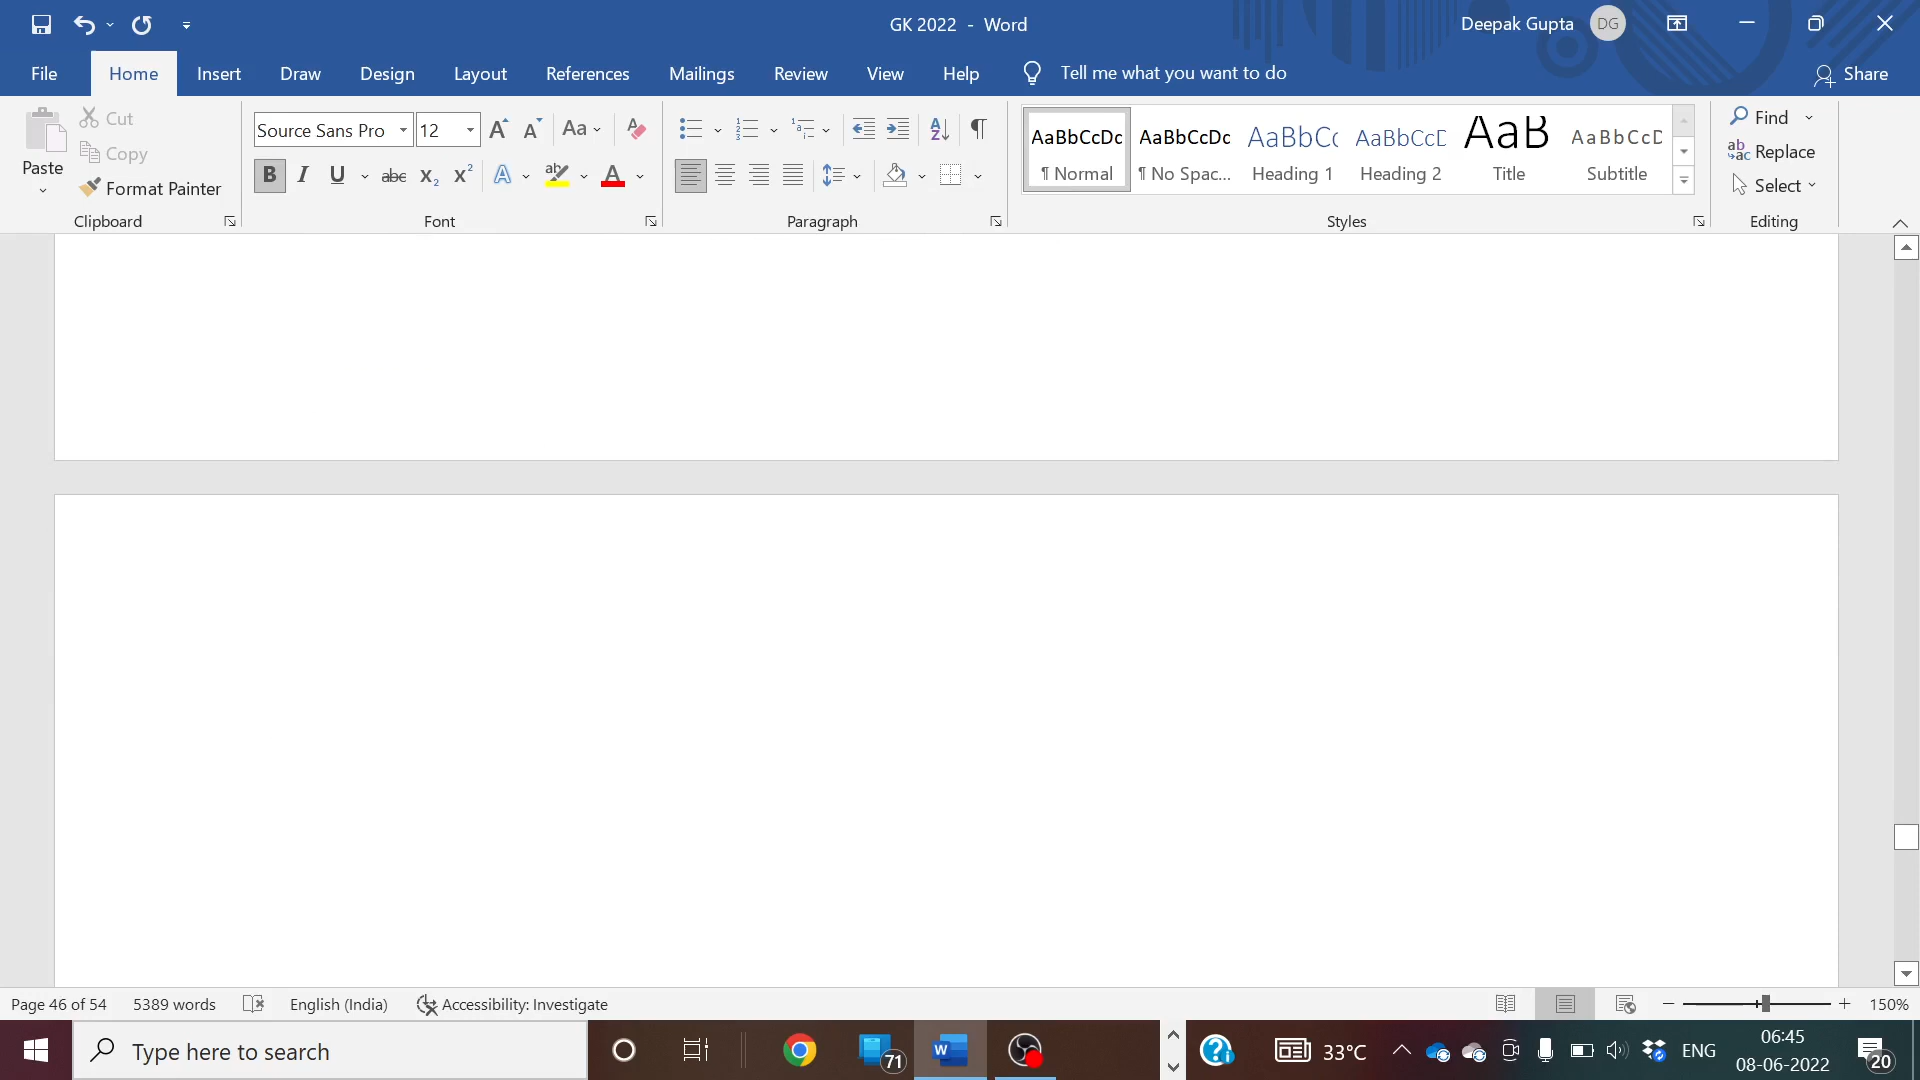 GK 2022 - Word
Deepak Gupta DG
File Home Insert Draw Design Layout References Mailings Review View Help Tell me what you want to do Share
Paste
Cut
Copy
Format Painter
Clipboard
Source Sans Pro 12
Aa
B I U abc X2 X2 A ab A
Font
Paragraph
AaBbCcDc AaBbCcDc AaBbCc AaBbCcD AaB AaBbCcD
¶ Normal ¶ No Spac... Heading 1 Heading 2 Title Subtitle
Styles
Find
Replace
Select
Editing
Page 46 of 54 5389 words English (India) Accessibility: Investigate 150%
Type here to search
71
33°C
ENG
06:45
08-06-2022
20